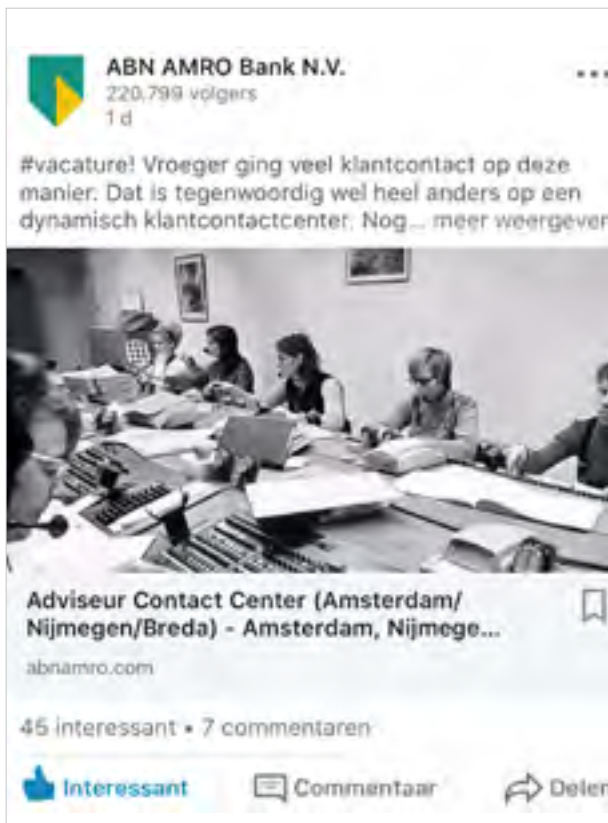 ABN AMRO Bank N.V.
220.799 volgers
1 d
#vacature! Vroeger ging veel klantcontact op deze
manier. Dat is tegenwoordig wel heel anders op een
dynamisch klantcontactcenter. Nog... meer weergeven
Adviseur Contact Center (Amsterdam/
Nijmegen/Breda) - Amsterdam, Nijmege...
abnamro.com
45 interessant • 7 commentaren
Interessant Commentaar Delen